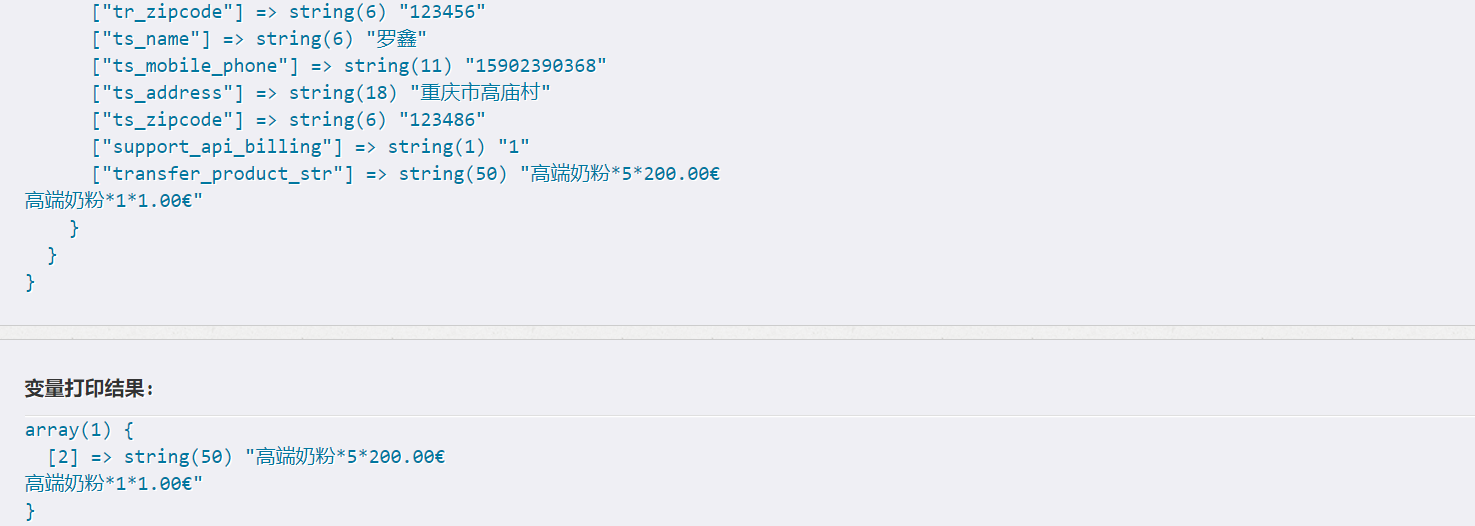 ["tr_zipcode"] => string(6) "123456"
["ts_name"] => string(6) "罗鑫"
["ts_mobile_phone"] => string(11) "15902390368"
["ts_address"] => string(18) "重庆市高庙村"
["ts_zipcode"] => string(6) "123486"
["support_api_billing"] => string(1) "1"
["transfer_product_str"] => string(50) "高端奶粉*5*200.00€
高端奶粉*1*1.00€"
}
}
}
变量打印结果：
array(1) {
[2] => string(50) "高端奶粉*5*200.00€
高端奶粉*1*1.00€"
}